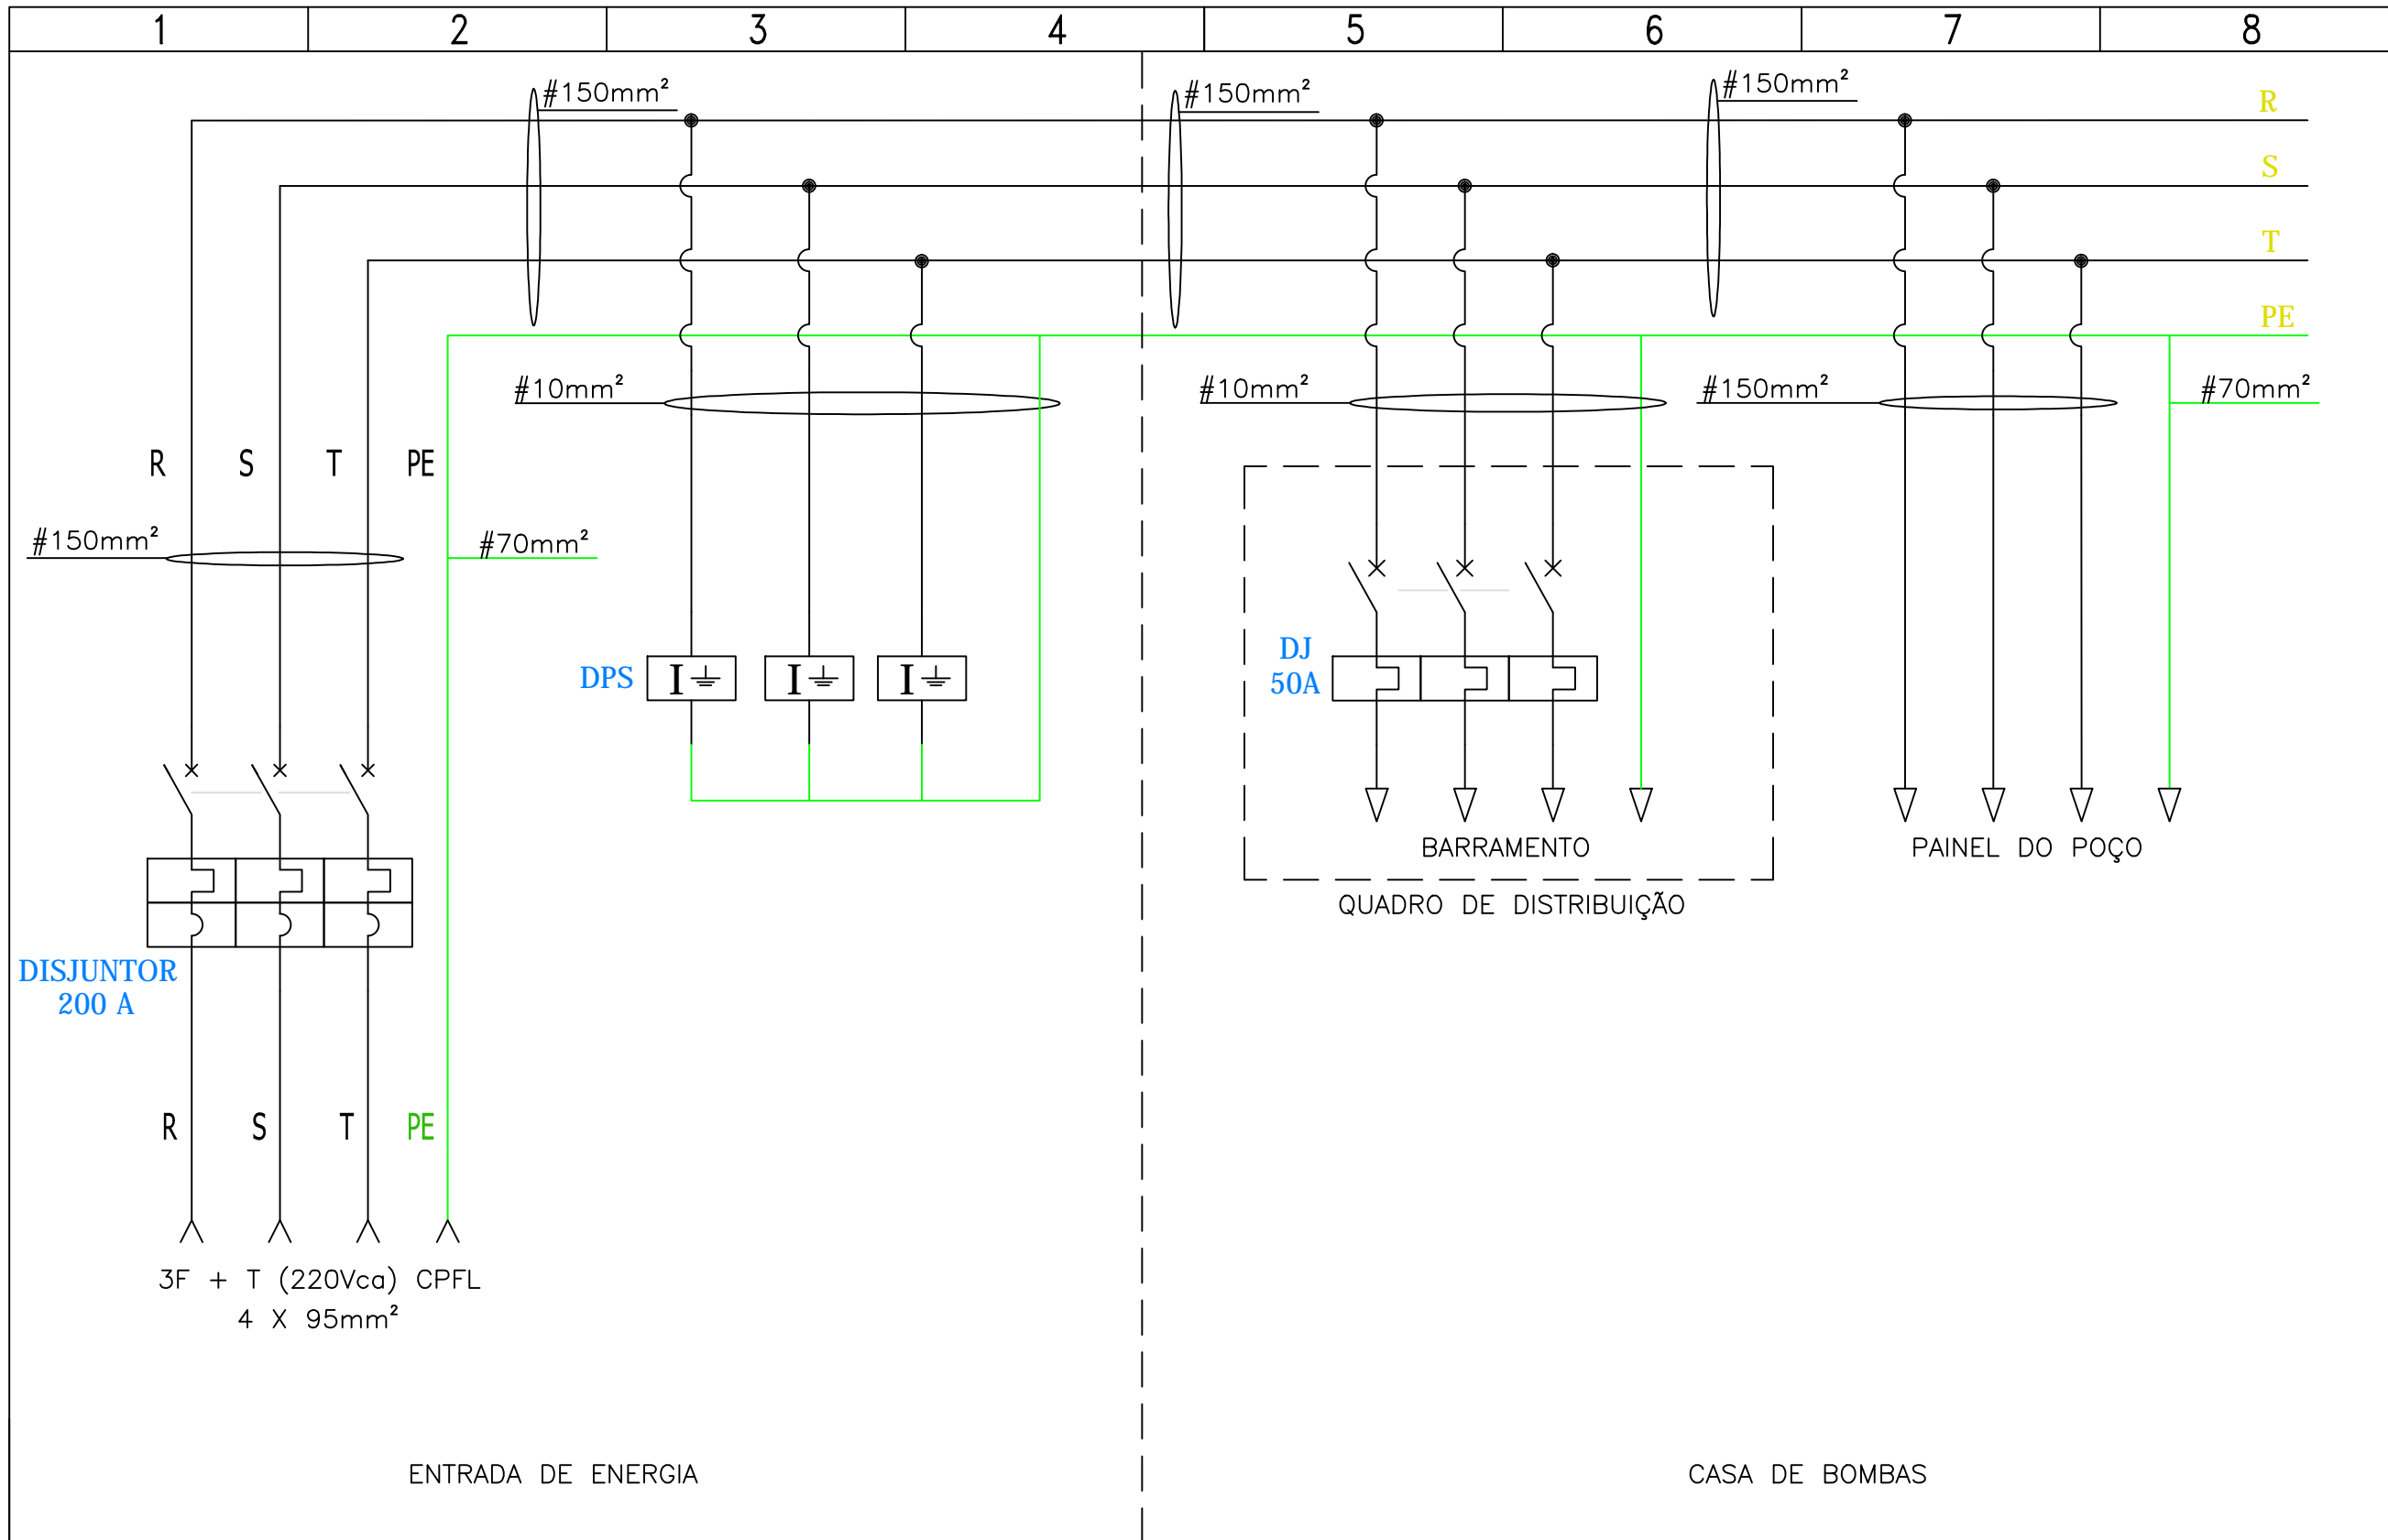 1 2 3 4 5 6 7 8
#150mm² #150mm² #150mm²
R
S
T
PE
#10mm² #10mm² #150mm² #70mm²
R S T PE
#150mm² #70mm²
DPS I I I
DJ
50A
BARRAMENTO PAINEL DO POÇO
QUADRO DE DISTRIBUIÇÃO
DISJUNTOR
200 A
R S T PE
3F + T (220Vca) CPFL
4 X 95mm²
ENTRADA DE ENERGIA CASA DE BOMBAS